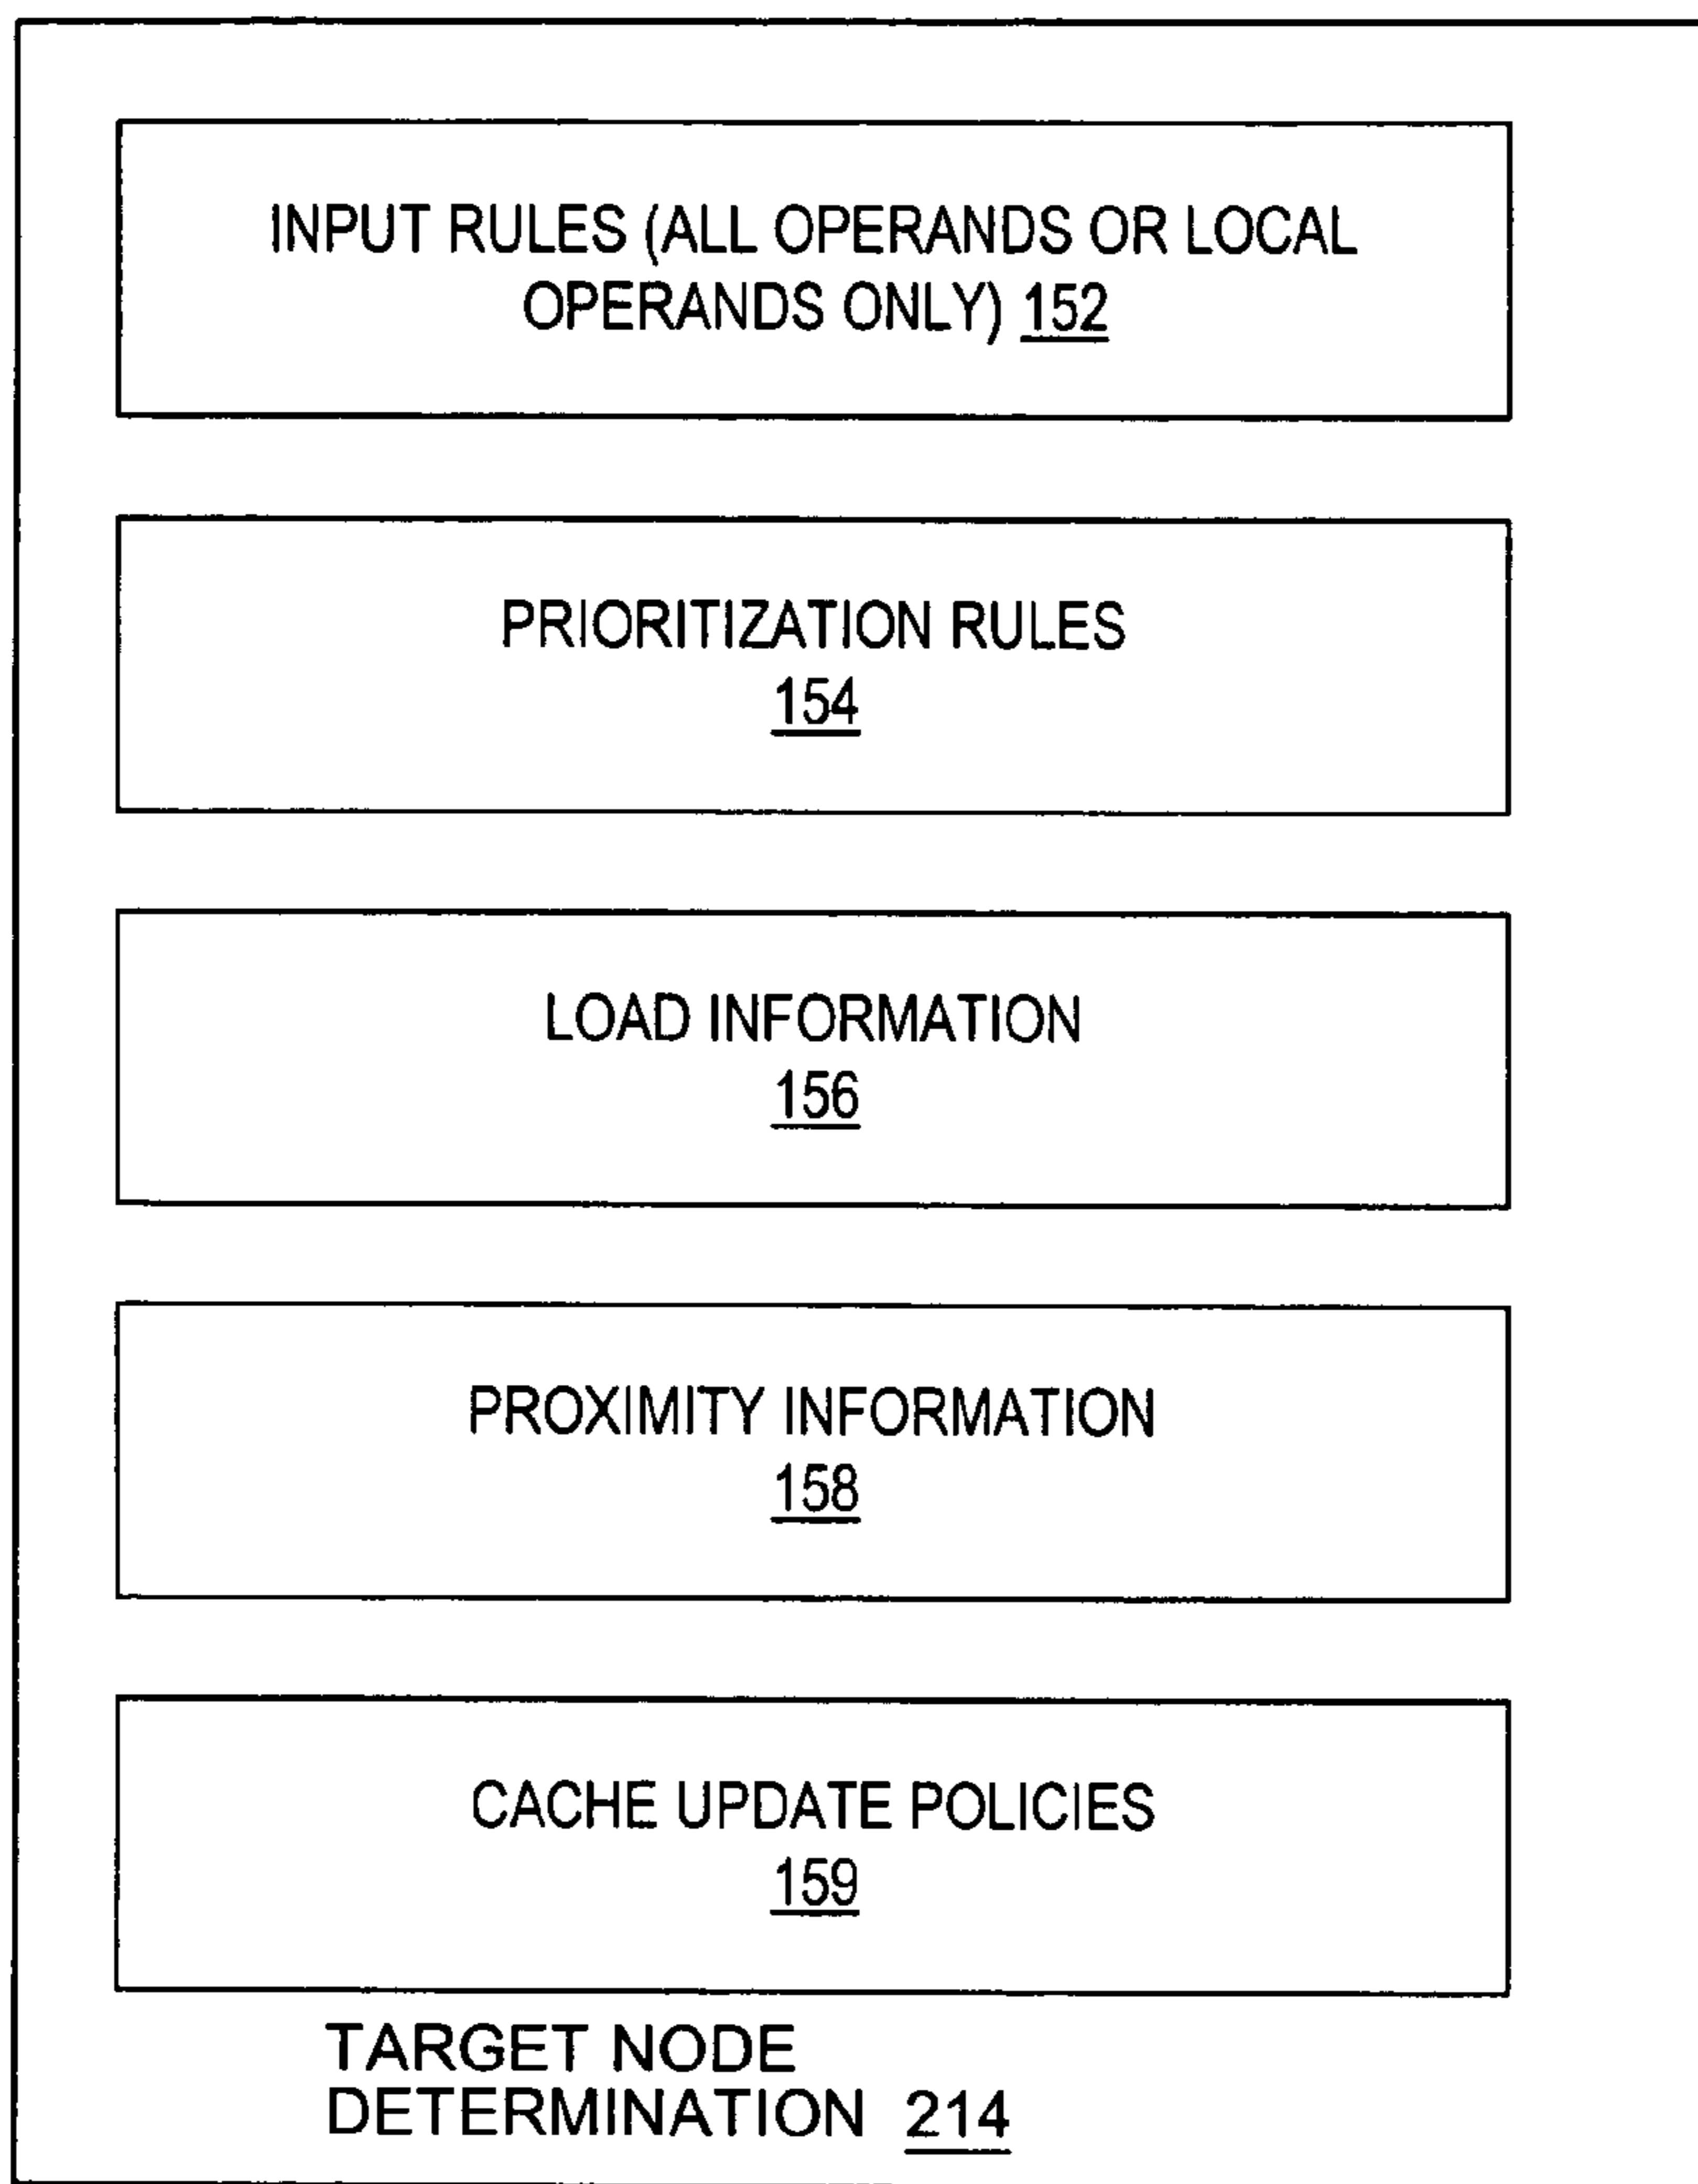 INPUT RULES (ALL OPERANDS OR LOCAL
OPERANDS ONLY) 152
PRIORITIZATION RULES
154
LOAD INFORMATION
156
PROXIMITY INFORMATION
158
CACHE UPDATE POLICIES
159
TARGET NODE
DETERMINATION 214